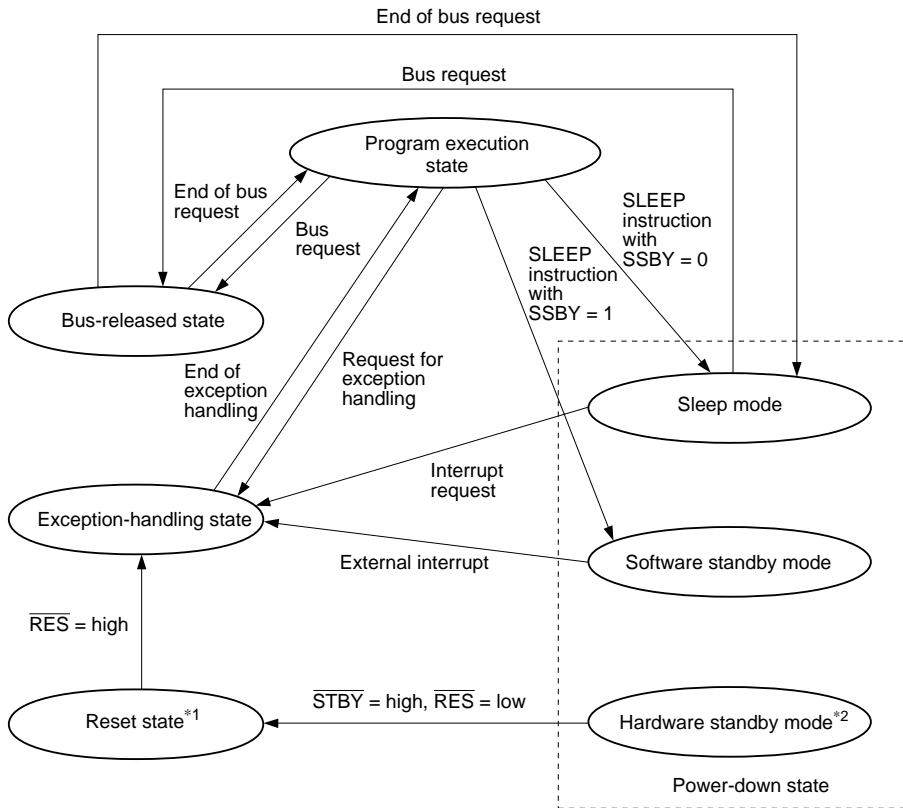 End of bus request
Bus request
Program execution
state
End of bus
request
Bus
request
SLEEP
instruction
with
SSBY = 0
SLEEP
instruction
with
SSBY = 1
Bus-released state
End of
exception
handling
Request for
exception
handling
Sleep mode
Interrupt
request
Exception-handling state
External interrupt
Software standby mode
RES = high
STBY = high, RES = low
Reset state*1
Hardware standby mode*2
Power-down state